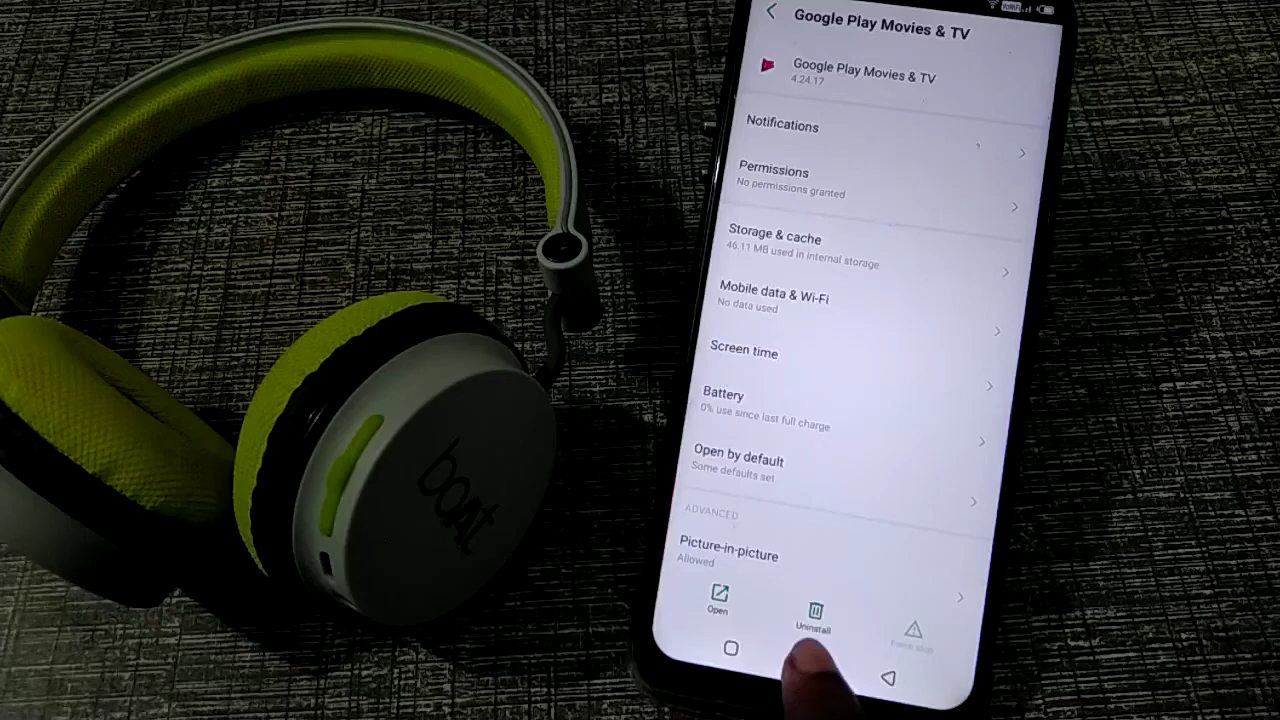 VoWiFi
Google Play Movies & TV
Google Play Movies & TV
4.24.17
Notifications
Permissions
No permissions granted
Storage & cache
46.11 MB used in internal storage
Mobile data & Wi-Fi
No data used
Screen time
Battery
0% use since last full charge
Open by default
Some defaults set
ADVANCED
Picture-in-picture
Allowed
Open
Uninstall
Force stop
boAt